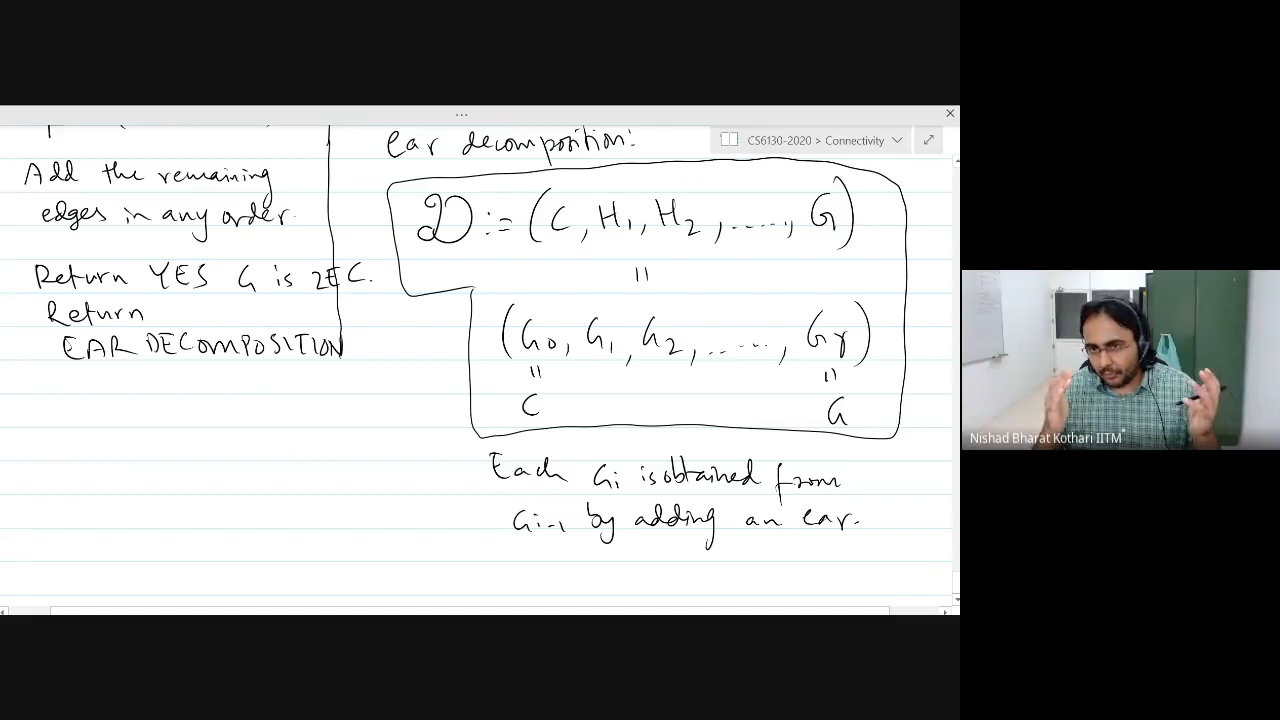 CS6130-2020 > Connectivity
Add the remaining
edges in any order.
Return YES G is 2EC.
Return
EAR DECOMPOSITION
Ear decomposition:
D := (C, H1, H2, ....., G)
=
(G0, G1, G2, ......, Gr)
= =
C G
Each Gi is obtained from
Gi-1 by adding an ear.
Nishad Bharat Kothari IITM